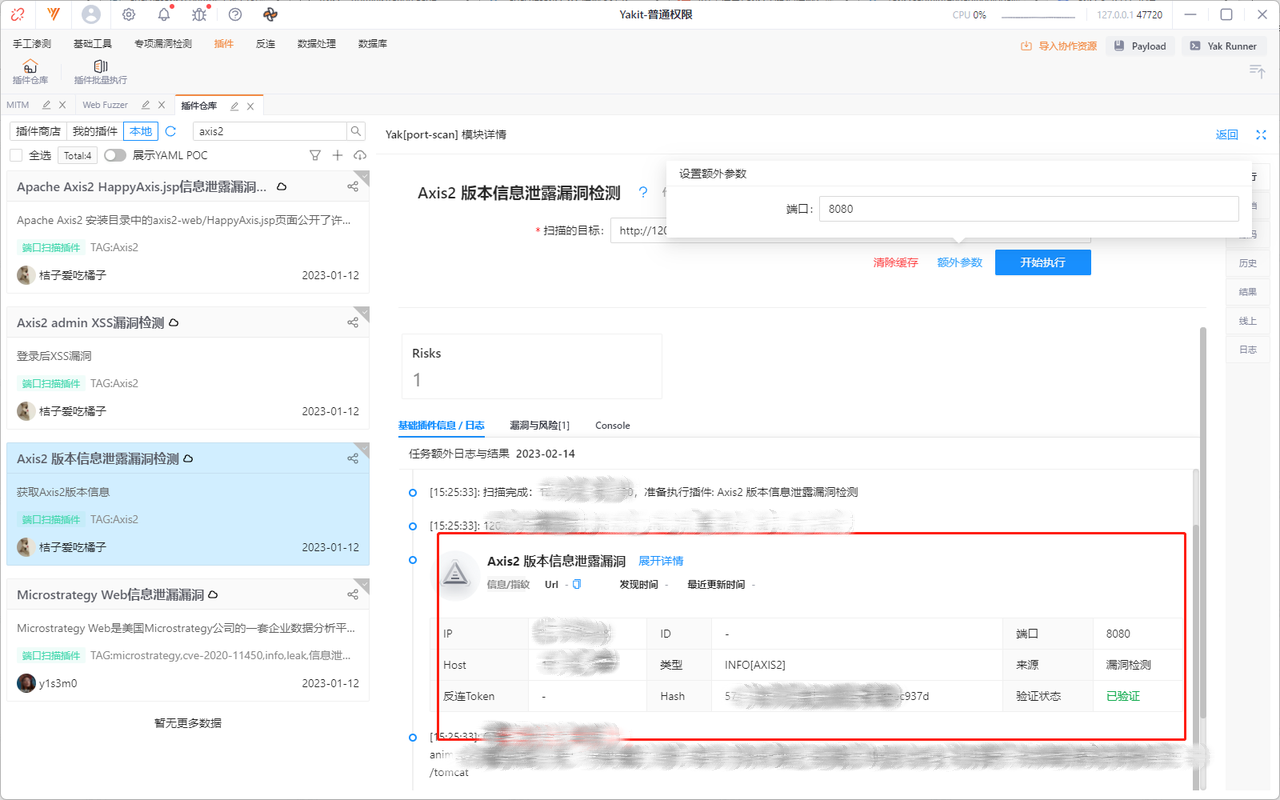 Yakit-普通权限
CPU 0%
127.0.0.1 47720
手工渗测 基础工具 专项漏洞检测 插件 反连 数据处理 数据库
导入协作资源 Payload Yak Runner
插件仓库 插件批量执行
MITM Web Fuzzer 插件仓库
插件商店 我的插件 本地 axis2
全选 Total:4 展示YAML POC
Apache Axis2 HappyAxis.jsp信息泄露漏洞...
Apache Axis2 安装目录中的axis2-web/HappyAxis.jsp页面公开了许...
端口扫描插件 TAG:Axis2
桔子爱吃橘子 2023-01-12
Axis2 admin XSS漏洞检测
登录后XSS漏洞
端口扫描插件 TAG:Axis2
桔子爱吃橘子 2023-01-12
Axis2 版本信息泄露漏洞检测
获取Axis2版本信息
端口扫描插件 TAG:Axis2
桔子爱吃橘子 2023-01-12
Microstrategy Web信息泄漏漏洞
Microstrategy Web是美国Microstrategy公司的一套企业数据分析平...
端口扫描插件 TAG:microstrategy,cve-2020-11450,info,leak,信息泄...
y1s3m0 2023-01-12
暂无更多数据
Yak[port-scan] 模块详情 返回
设置额外参数
端口: 8080
Axis2 版本信息泄露漏洞检测
* 扫描的目标: http://120
清除缓存 额外参数 开始执行
历史
结果
线上
日志
Risks
1
基础插件信息 / 日志 漏洞与风险[1] Console
任务额外日志与结果 2023-02-14
[15:25:33]: 扫描完成: 准备执行插件: Axis2 版本信息泄露漏洞检测
[15:25:33]: 120
Axis2 版本信息泄露漏洞 展开详情
信息/指纹 Url - 发现时间 - 最近更新时间 -
IP ID - 端口 8080
Host 类型 INFO[AXIS2] 来源 漏洞检测
反连Token - Hash 57 c937d 验证状态 已验证
[15:25:33]:
anim
/tomcat